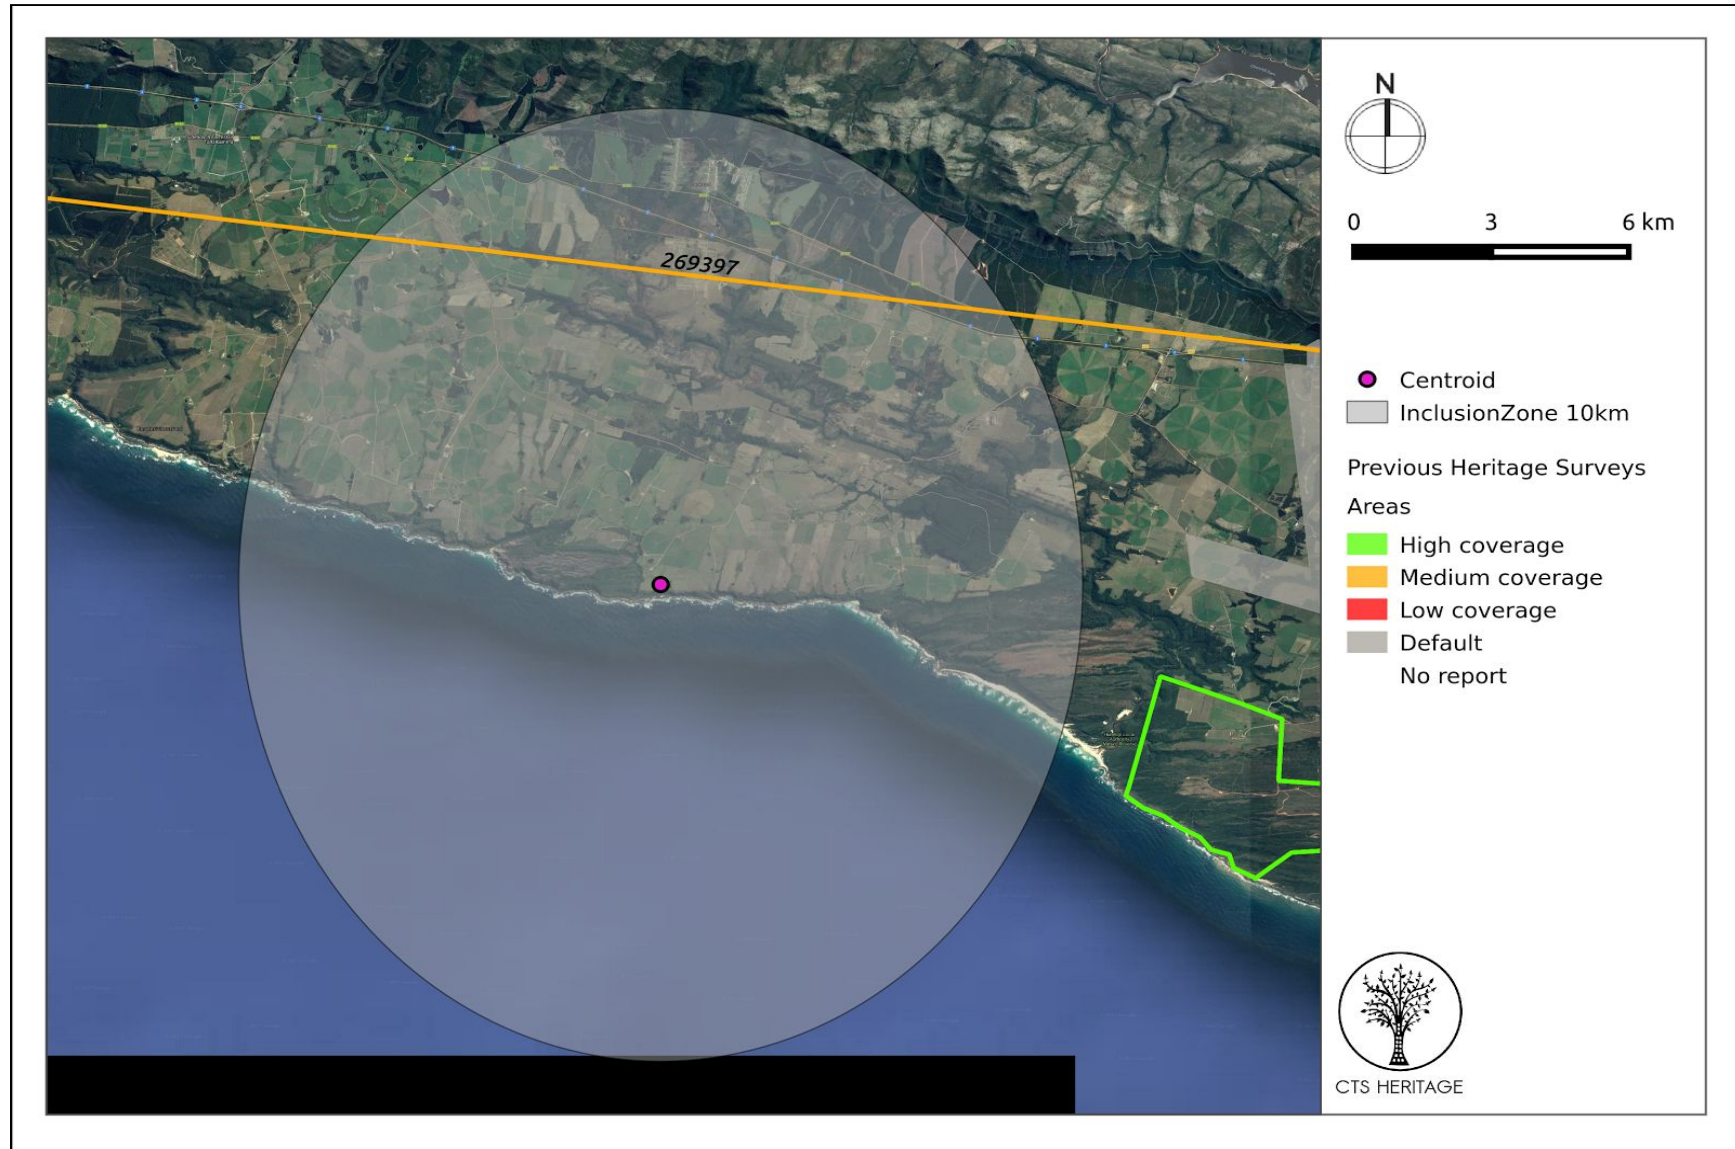 269397
N
0 3 6 km
Centroid
InclusionZone 10km
Previous Heritage Surveys
Areas
High coverage
Medium coverage
Low coverage
Default
No report
CTS HERITAGE